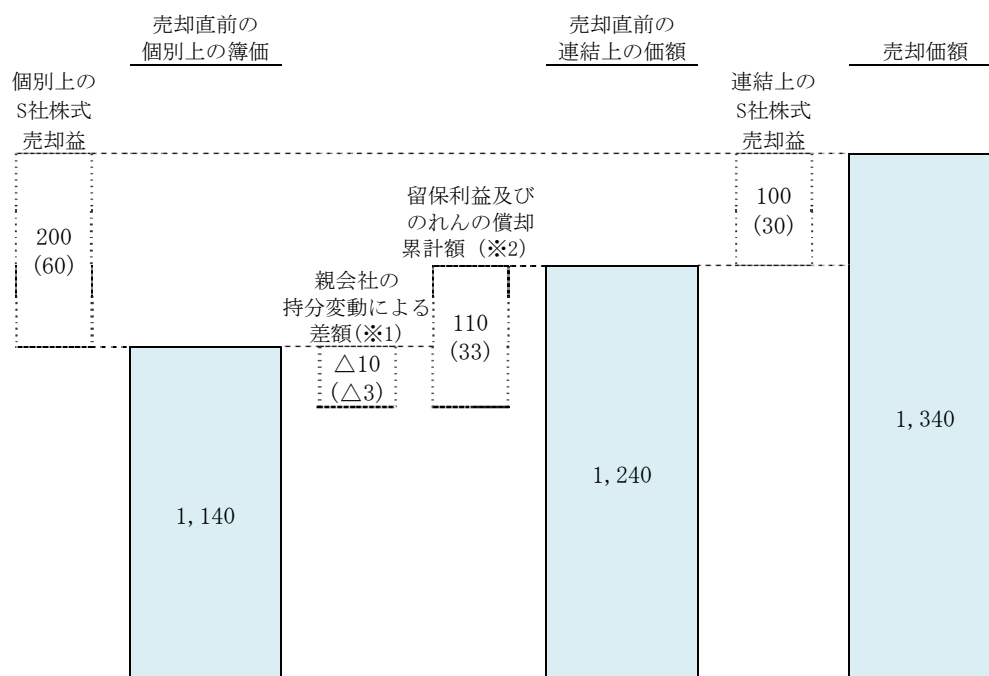 売却直前の
個別上の簿価
売却直前の
連結上の価額
売却価額
個別上の
S社株式
売却益
連結上の
S社株式
売却益
200
(60)
留保利益及び
のれんの償却
累計額（※2）
100
(30)
親会社の
持分変動による
差額(※1)
110
(33)
△10
(△3)
1,340
1,240
1,140